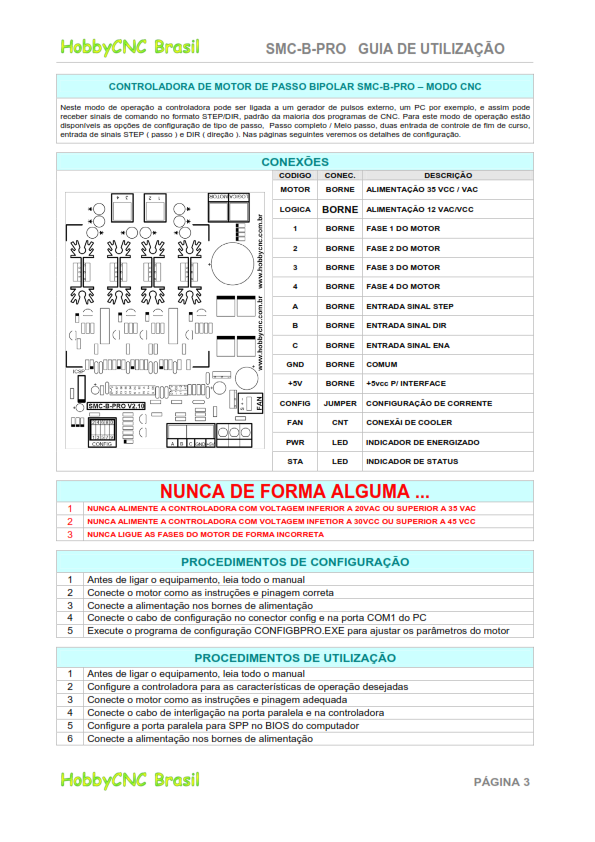 HobbyCNC Brasil
SMC-B-PRO GUIA DE UTILIZAÇÃO
CONTROLADORA DE MOTOR DE PASSO BIPOLAR SMC-B-PRO – MODO CNC
Neste modo de operação a controladora pode ser ligada a um gerador de pulsos externo, um PC por exemplo, e assim pode
receber sinais de comando no formato STEP/DIR, padrão da maioria dos programas de CNC. Para este modo de operação estão
disponíveis as opções de configuração de tipo de passo, Passo completo / Meio passo, duas entrada de controle de fim de curso,
entrada de sinais STEP ( passo ) e DIR ( direção ). Nas páginas seguintes veremos os detalhes de configuração.
CONEXÕES
CODIGO CONEC. DESCRIÇÃO
MOTOR BORNE ALIMENTAÇÃO 35 VCC / VAC
LOGICA BORNE ALIMENTAÇÃO 12 VAC/VCC
1 BORNE FASE 1 DO MOTOR
2 BORNE FASE 2 DO MOTOR
3 BORNE FASE 3 DO MOTOR
4 BORNE FASE 4 DO MOTOR
A BORNE ENTRADA SINAL STEP
B BORNE ENTRADA SINAL DIR
C BORNE ENTRADA SINAL ENA
GND BORNE COMUM
+5V BORNE +5vcc P/ INTERFACE
CONFIG JUMPER CONFIGURAÇÃO DE CORRENTE
FAN CNT CONEXÃI DE COOLER
PWR LED INDICADOR DE ENERGIZADO
STA LED INDICADOR DE STATUS
4 3
2 1
LOGICA MOTOR
www.hobbycnc.com.br
www.hobbycnc.com.br
ICSP
SMC-B-PRO V2.10
FAN
CONFIG
A B C GND +5V
NUNCA DE FORMA ALGUMA ...
1 NUNCA ALIMENTE A CONTROLADORA COM VOLTAGEM INFERIOR A 20VAC OU SUPERIOR A 35 VAC
2 NUNCA ALIMENTE A CONTROLADORA COM VOLTAGEM INFETIOR A 30VCC OU SUPERIOR A 45 VCC
3 NUNCA LIGUE AS FASES DO MOTOR DE FORMA INCORRETA
PROCEDIMENTOS DE CONFIGURAÇÃO
1 Antes de ligar o equipamento, leia todo o manual
2 Conecte o motor como as instruções e pinagem correta
3 Conecte a alimentação nos bornes de alimentação
4 Conecte o cabo de configuração no conector config e na porta COM1 do PC
5 Execute o programa de configuração CONFIGBPRO.EXE para ajustar os parâmetros do motor
PROCEDIMENTOS DE UTILIZAÇÃO
1 Antes de ligar o equipamento, leia todo o manual
2 Configure a controladora para as características de operação desejadas
3 Conecte o motor como as instruções e pinagem adequada
4 Conecte o cabo de interligação na porta paralela e na controladora
5 Configure a porta paralela para SPP no BIOS do computador
6 Conecte a alimentação nos bornes de alimentação
HobbyCNC Brasil
PÁGINA 3